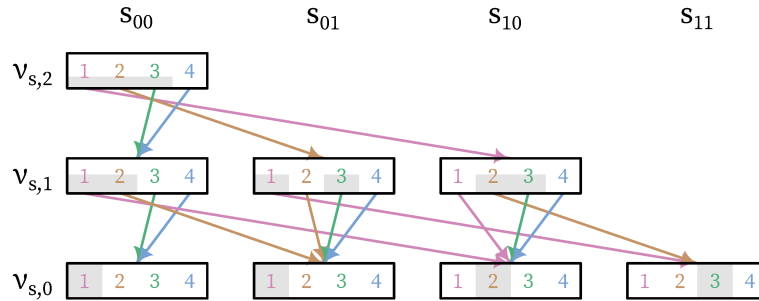 s₀₀ s₀₁ s₁₀ s₁₁
νₛ,₂ 1 2 3 4
νₛ,₁ 1 2 3 4 1 2 3 4 1 2 3 4
νₛ,₀ 1 2 3 4 1 2 3 4 1 2 3 4 1 2 3 4